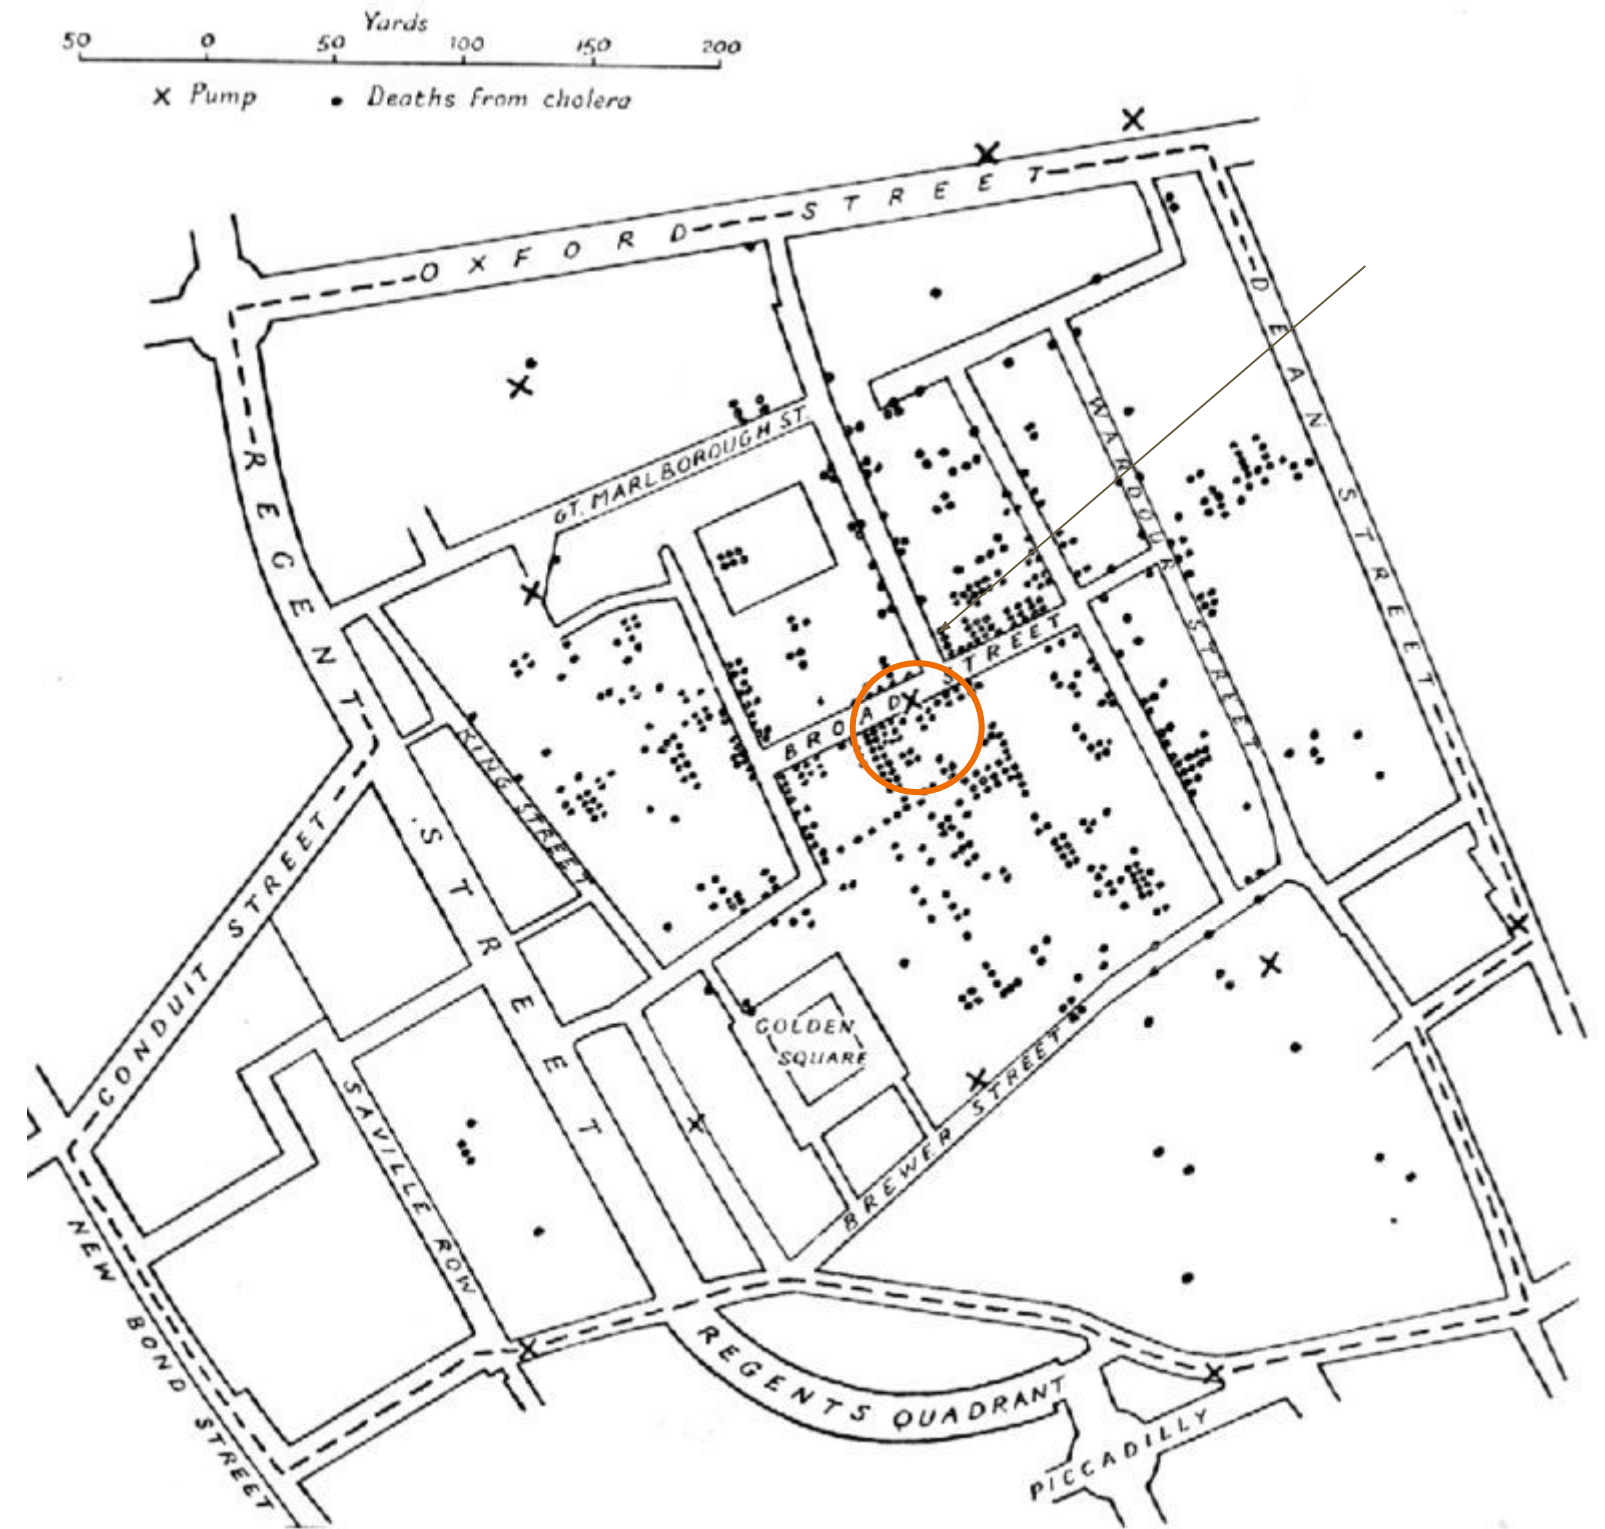 Yards
50 0 50 100 150 200
x Pump • Deaths from cholera
OXFORD STREET
DEAN STREET
REGENT STREET
GT. MARLBOROUGH ST.
WARDOUR STREET
BROAD STREET
KING STREET
CONDUIT STREET
GOLDEN
SQUARE
SAVILLE ROW
BREWER STREET
NEW BOND STREET
REGENTS QUADRANT
PICCADILLY